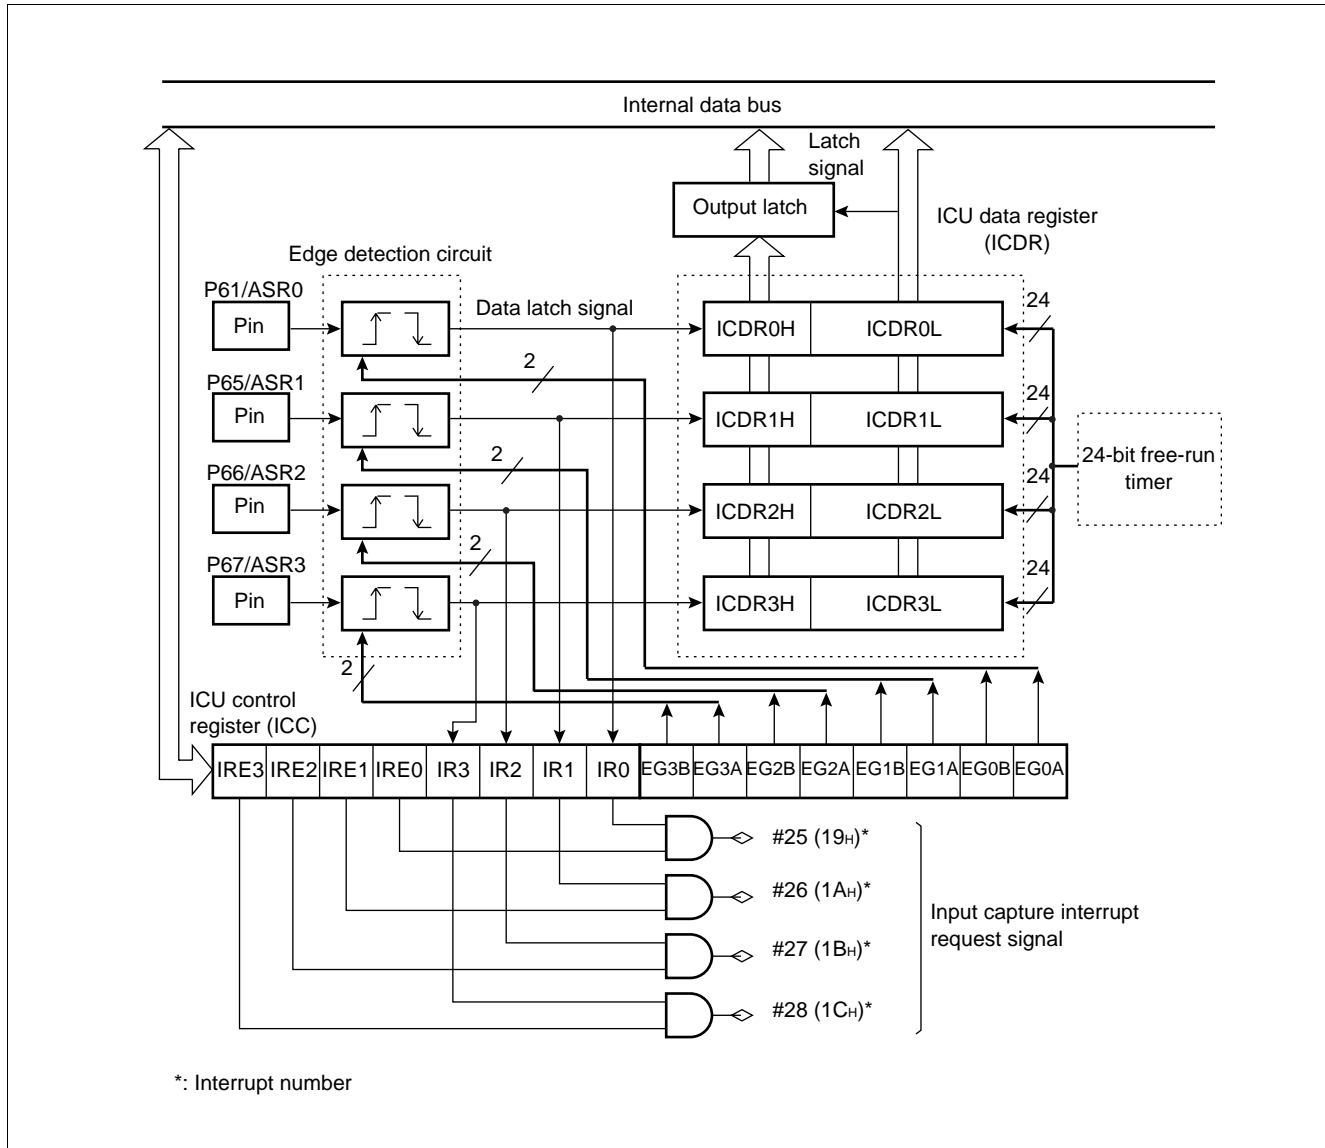 Internal data bus
Latch
signal
Output latch
ICU data register
(ICDR)
Edge detection circuit
P61/ASR0
Pin
Data latch signal
ICDR0H
ICDR0L
24
2
P65/ASR1
Pin
ICDR1H
ICDR1L
24
24-bit free-run
timer
2
P66/ASR2
Pin
ICDR2H
ICDR2L
24
2
P67/ASR3
Pin
ICDR3H
ICDR3L
24
2
ICU control
register (ICC)
IRE3 IRE2 IRE1 IRE0 IR3 IR2 IR1 IR0 EG3B EG3A EG2B EG2A EG1B EG1A EG0B EG0A
#25 (19H)*
#26 (1AH)*
#27 (1BH)*
#28 (1CH)*
Input capture interrupt
request signal
*: Interrupt number